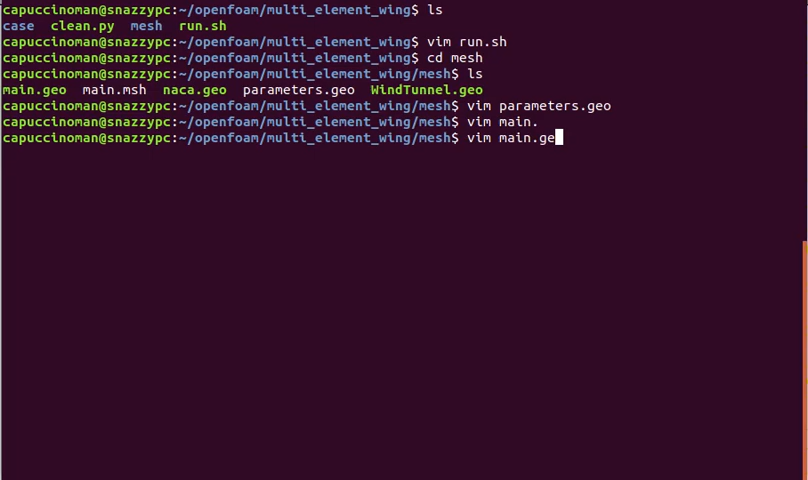 capuccinoman@snazzypc:~/openfoam/multi_element_wing$ ls
case  clean.py  mesh  run.sh
capuccinoman@snazzypc:~/openfoam/multi_element_wing$ vim run.sh
capuccinoman@snazzypc:~/openfoam/multi_element_wing$ cd mesh
capuccinoman@snazzypc:~/openfoam/multi_element_wing/mesh$ ls
main.geo  main.msh  naca.geo  parameters.geo  WindTunnel.geo
capuccinoman@snazzypc:~/openfoam/multi_element_wing/mesh$ vim parameters.geo
capuccinoman@snazzypc:~/openfoam/multi_element_wing/mesh$ vim main.
capuccinoman@snazzypc:~/openfoam/multi_element_wing/mesh$ vim main.ge